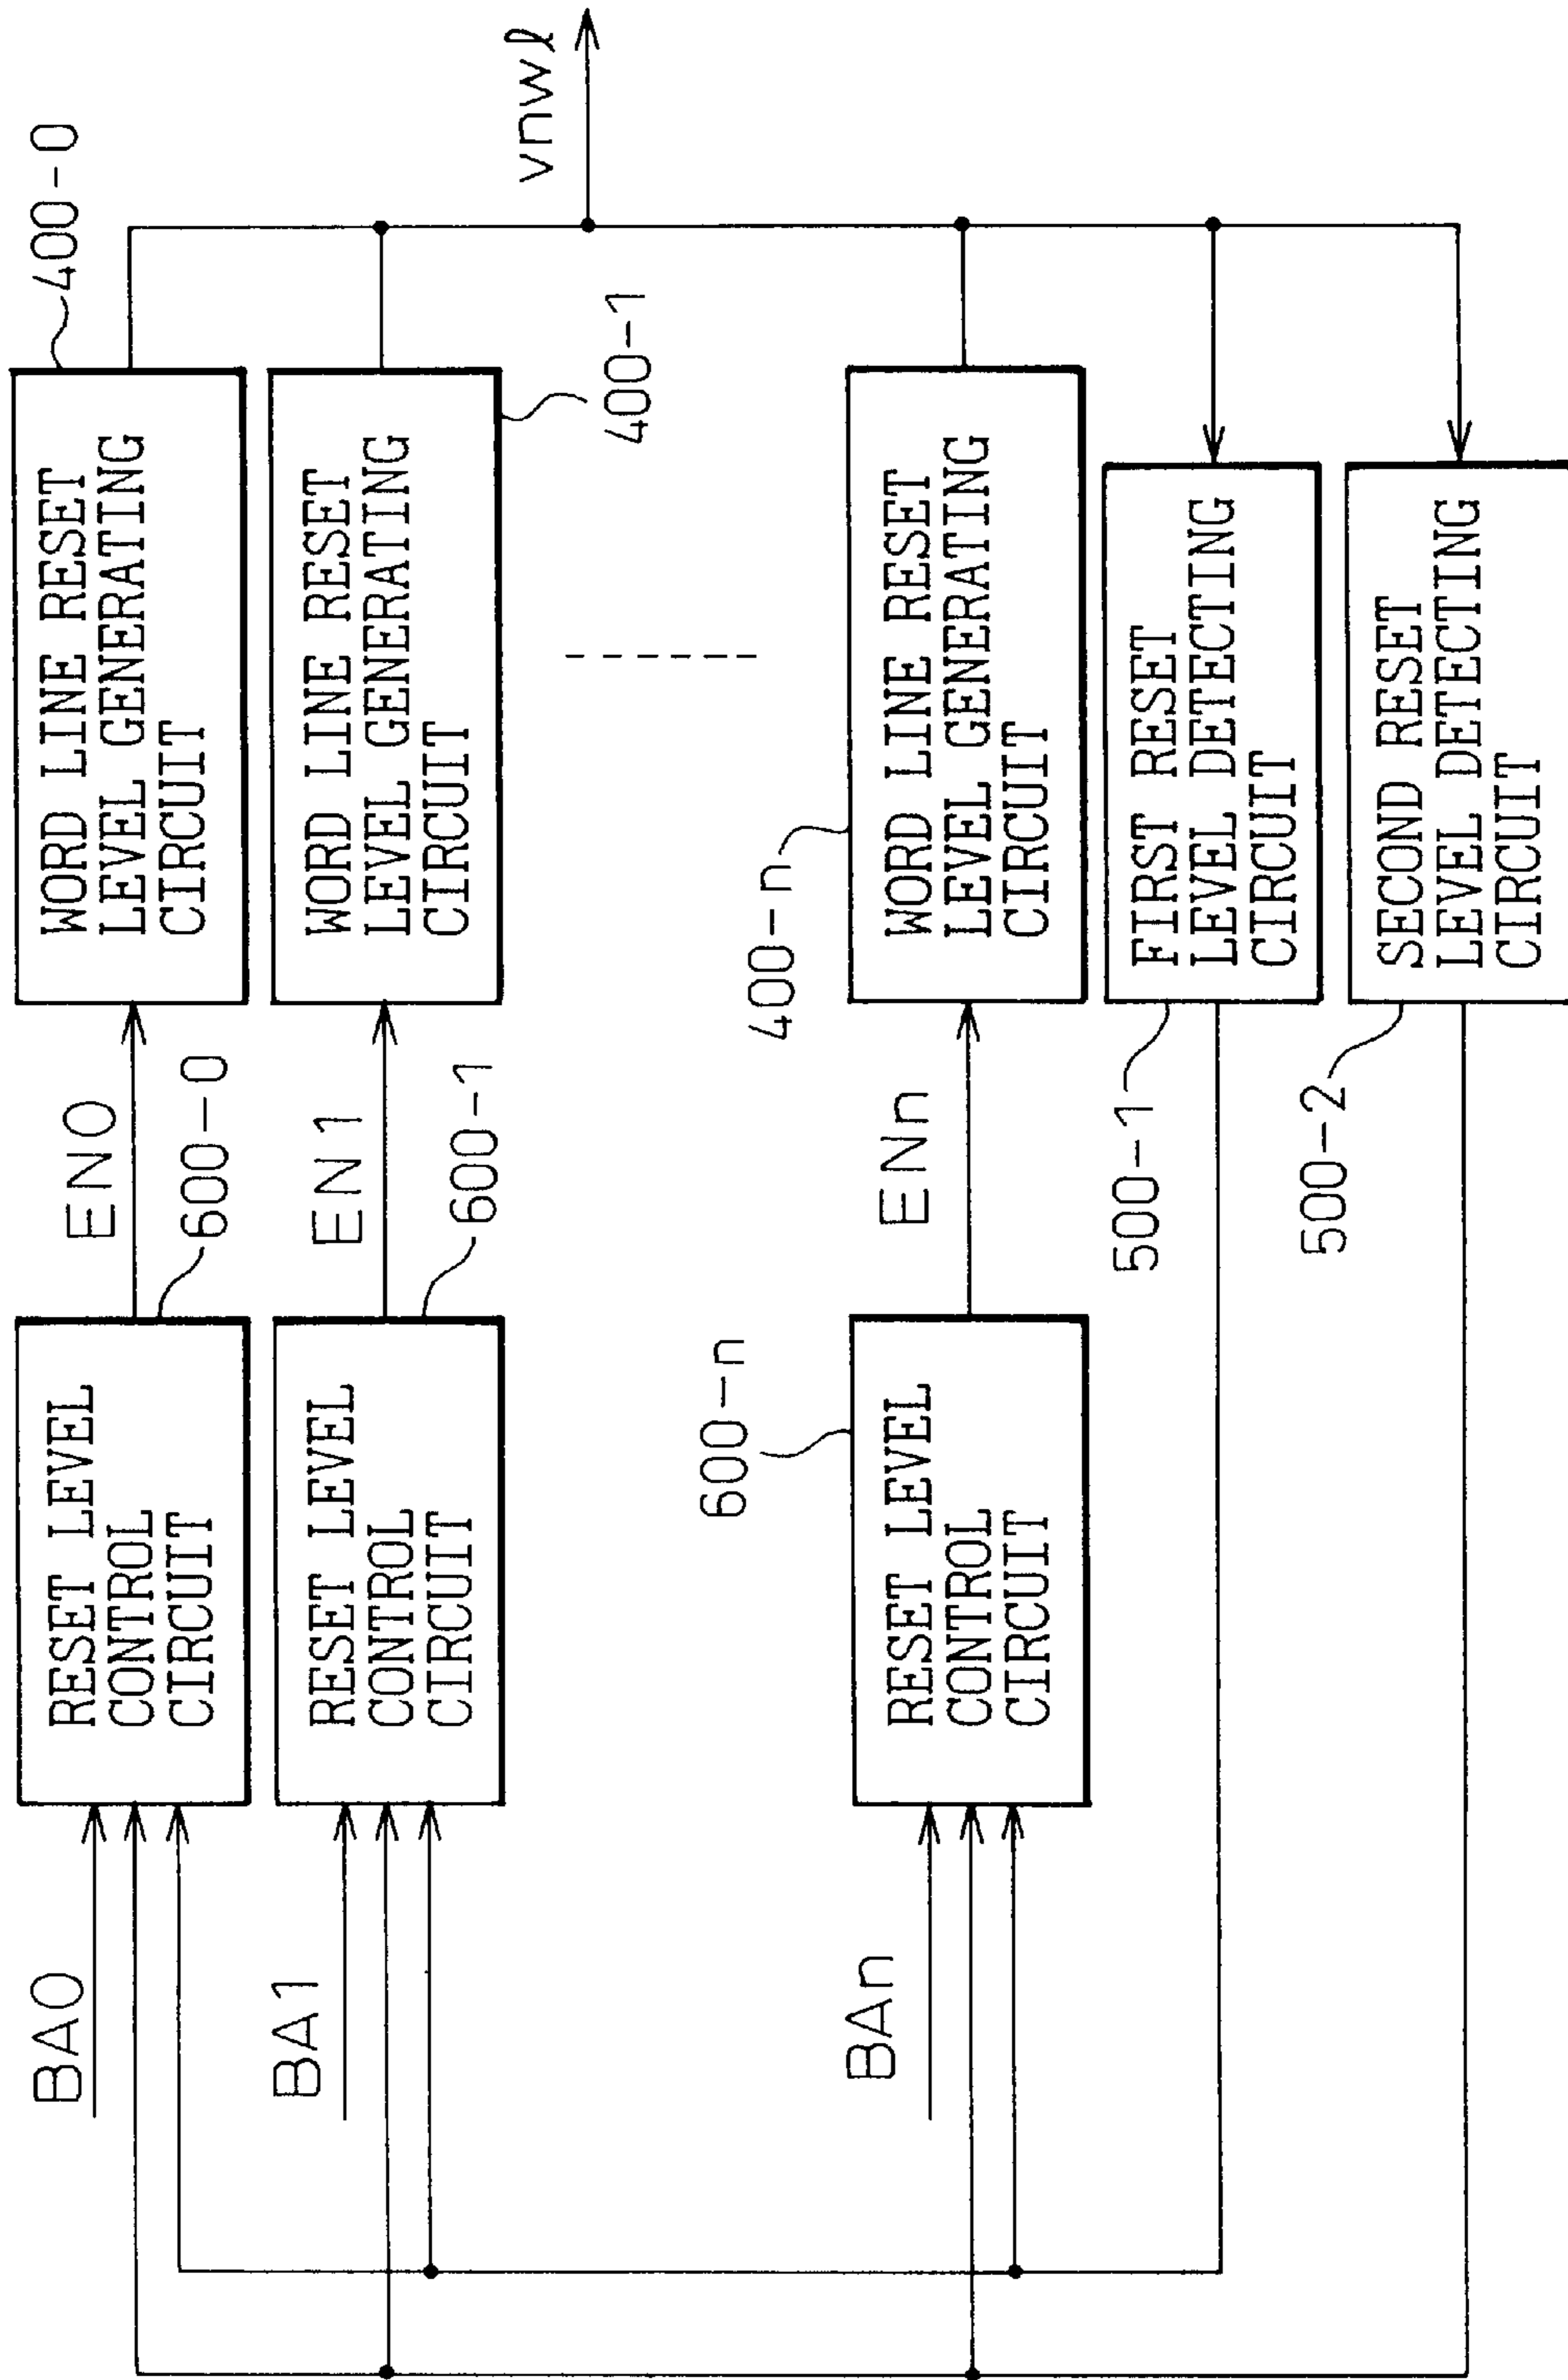 BA0
RESET LEVEL
CONTROL
CIRCUIT
EN0
600-0
WORD LINE RESET
LEVEL GENERATING
CIRCUIT
400-0
BA1
RESET LEVEL
CONTROL
CIRCUIT
EN1
600-1
WORD LINE RESET
LEVEL GENERATING
CIRCUIT
400-1
vnwℓ
BAn
600-n
RESET LEVEL
CONTROL
CIRCUIT
ENn
400-n
WORD LINE RESET
LEVEL GENERATING
CIRCUIT
500-1
FIRST RESET
LEVEL DETECTING
CIRCUIT
500-2
SECOND RESET
LEVEL DETECTING
CIRCUIT